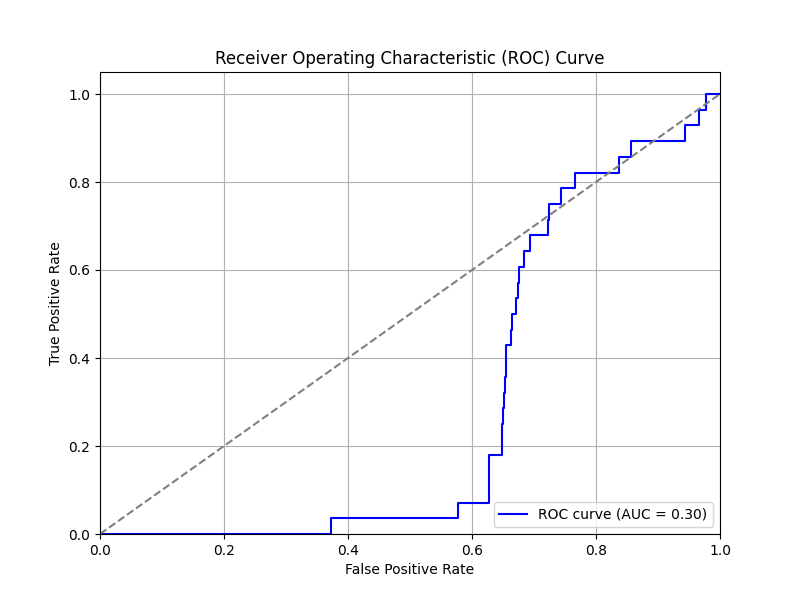 Receiver Operating Characteristic (ROC) Curve
True Positive Rate
1.0
0.8
0.6
0.4
0.2
0.0
ROC curve (AUC = 0.30)
0.0 0.2 0.4 0.6 0.8 1.0
False Positive Rate